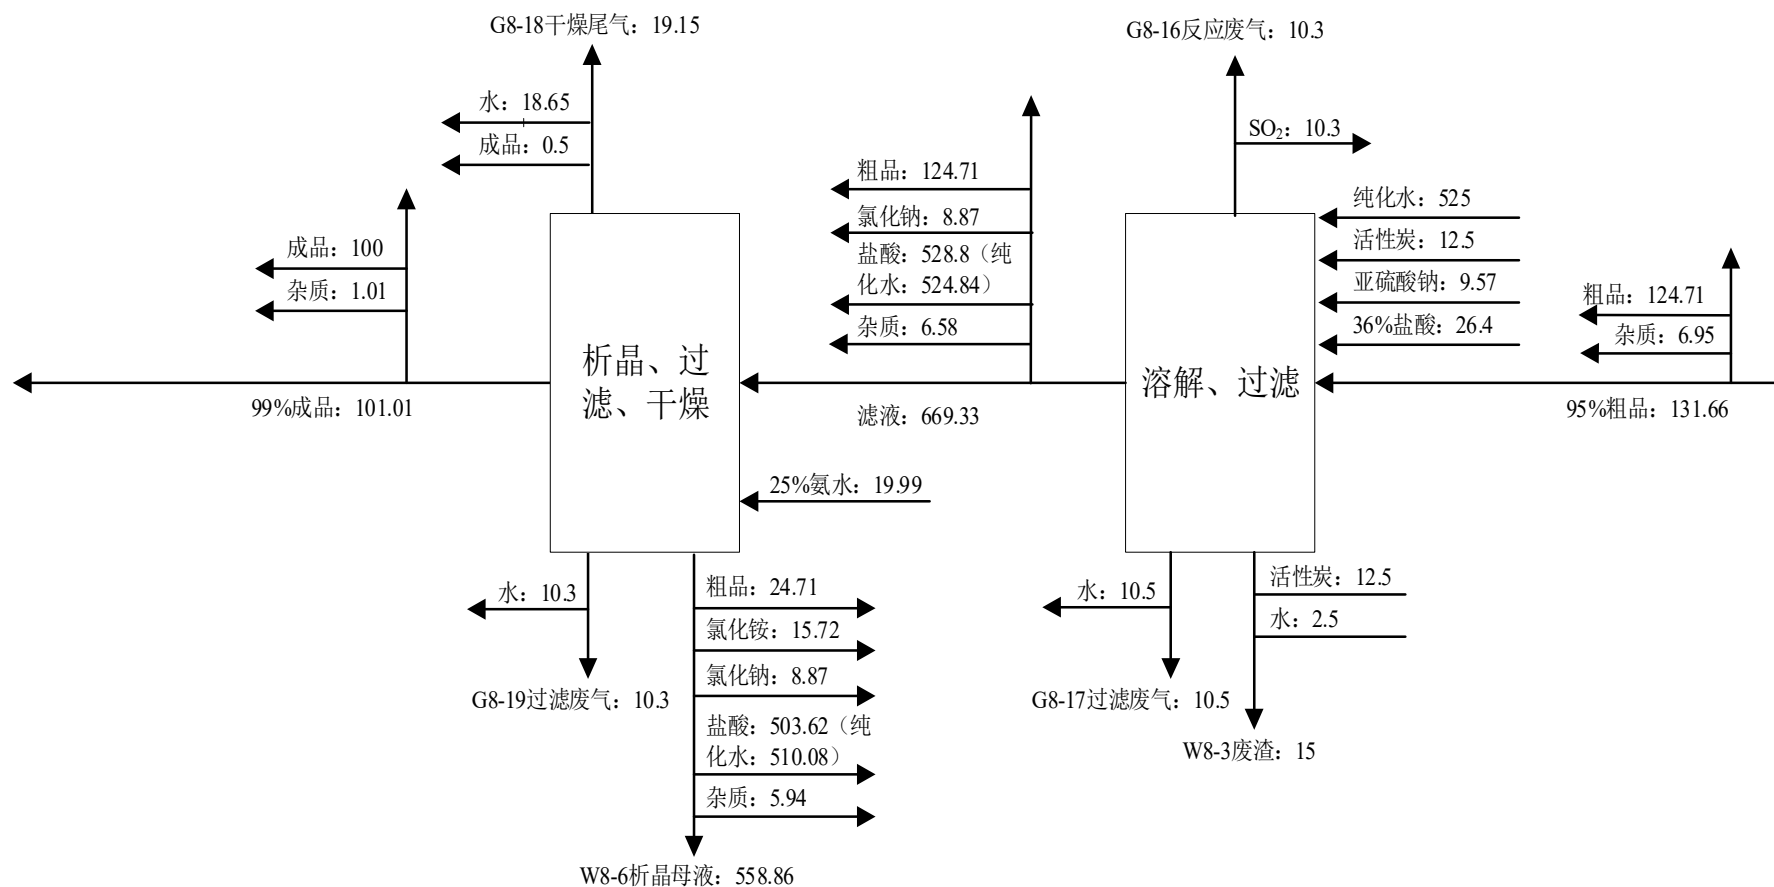 G8-18干燥尾气：19.15
G8-16反应废气：10.3
水：18.65
成品：0.5
SO₂：10.3
粗品：124.71
氯化钠：8.87
盐酸：528.8（纯
化水：524.84）
杂质：6.58
纯化水：525
活性炭：12.5
亚硫酸钠：9.57
36%盐酸：26.4
成品：100
杂质：1.01
粗品：124.71
杂质：6.95
析晶、过
滤、干燥
溶解、过滤
99%成品：101.01
滤液：669.33
95%粗品：131.66
25%氨水：19.99
水：10.3
粗品：24.71
氯化铵：15.72
氯化钠：8.87
盐酸：503.62（纯
化水：510.08）
杂质：5.94
水：10.5
活性炭：12.5
水：2.5
G8-19过滤废气：10.3
G8-17过滤废气：10.5
W8-3废渣：15
W8-6析晶母液：558.86